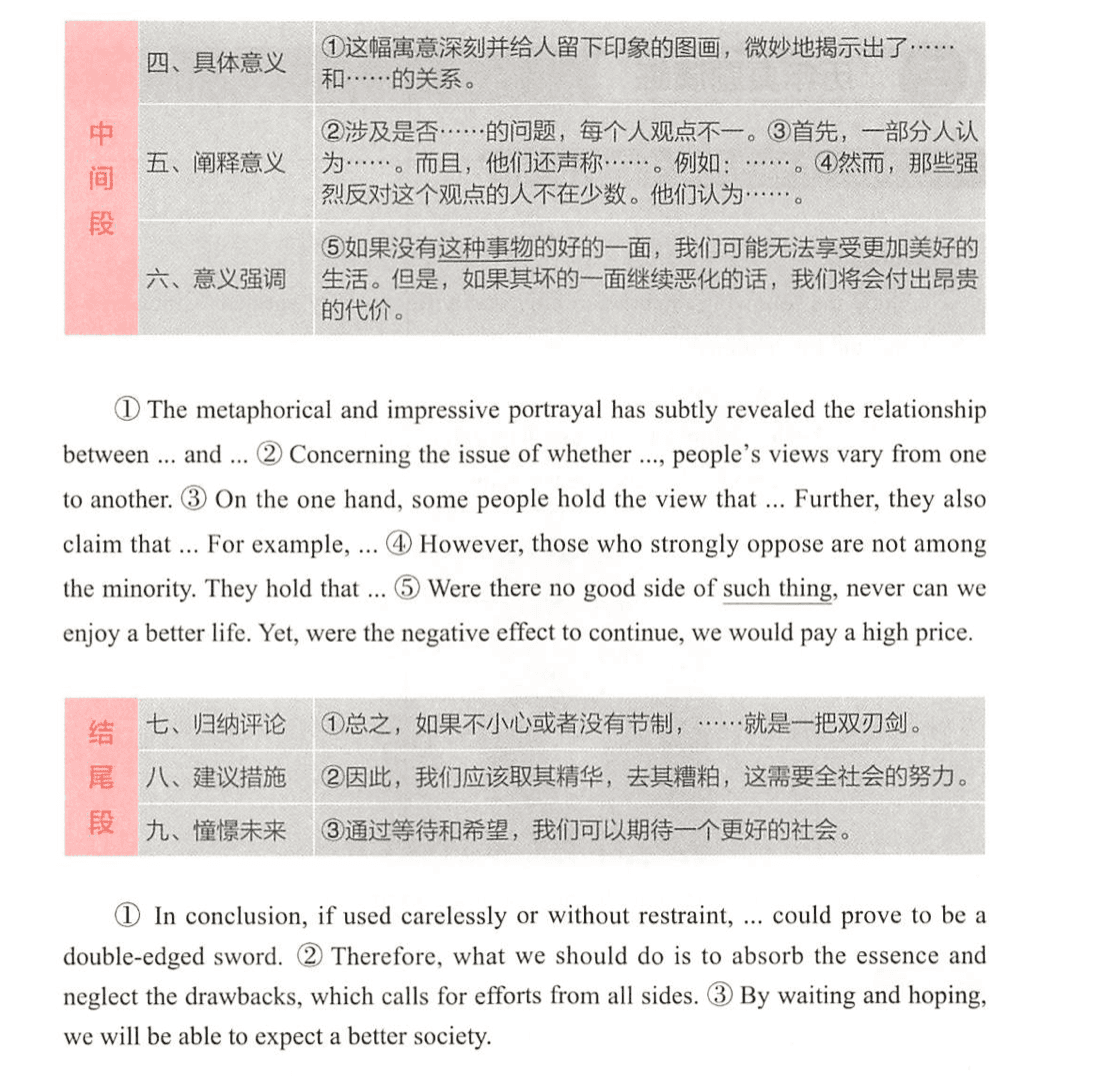 中间段
四、具体意义
①这幅寓意深刻并给人留下印象的图画，微妙地揭示出了……
和……的关系。
五、阐释意义
②涉及是否……的问题，每个人观点不一。③首先，一部分人认
为……。而且，他们还声称……。例如：……。④然而，那些强
烈反对这个观点的人不在少数。他们认为……。
六、意义强调
⑤如果没有这种事物的好的一面，我们可能无法享受更加美好的
生活。但是，如果其坏的一面继续恶化的话，我们将会付出昂贵
的代价。
① The metaphorical and impressive portrayal has subtly revealed the relationship
between ... and ... ② Concerning the issue of whether ..., people's views vary from one
to another. ③ On the one hand, some people hold the view that ... Further, they also
claim that ... For example, ... ④ However, those who strongly oppose are not among
the minority. They hold that ... ⑤ Were there no good side of such thing, never can we
enjoy a better life. Yet, were the negative effect to continue, we would pay a high price.
结尾段
七、归纳评论
①总之，如果不小心或者没有节制，……就是一把双刃剑。
八、建议措施
②因此，我们应该取其精华，去其糟粕，这需要全社会的努力。
九、憧憬未来
③通过等待和希望，我们可以期待一个更好的社会。
① In conclusion, if used carelessly or without restraint, ... could prove to be a
double-edged sword. ② Therefore, what we should do is to absorb the essence and
neglect the drawbacks, which calls for efforts from all sides. ③ By waiting and hoping,
we will be able to expect a better society.